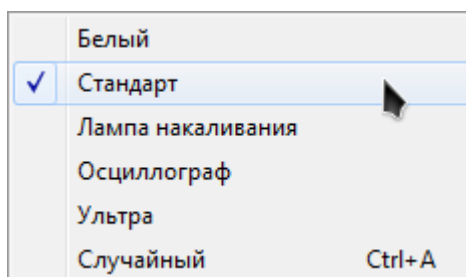 Белый
Стандарт
Лампа накаливания
Осциллограф
Ультра
Случайный Ctrl+A